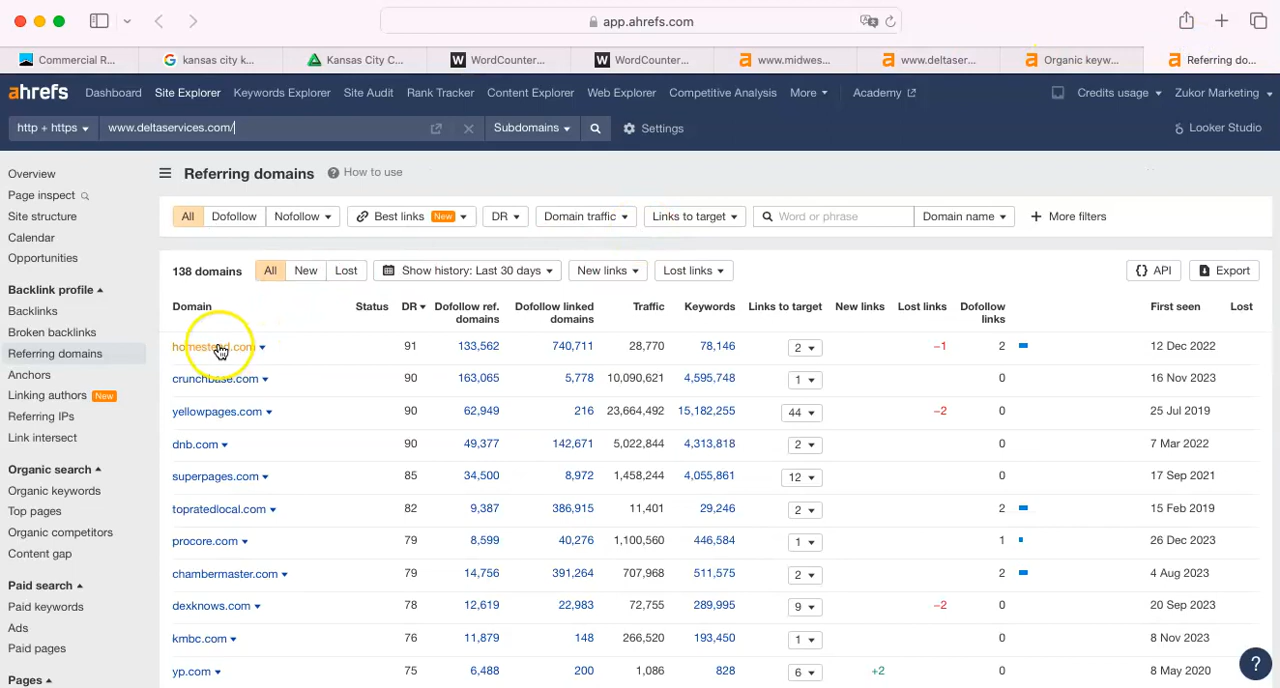 app.ahrefs.com
Commercial R...
kansas city k...
Kansas City C...
W WordCounter...
W WordCounter...
www.midwes...
www.deltaser...
Organic keyw...
Referring do...
ahrefs
Dashboard
Site Explorer
Keywords Explorer
Site Audit
Rank Tracker
Content Explorer
Web Explorer
Competitive Analysis
More
Academy
Credits usage
Zukor Marketing
http + https
www.deltaservices.com/
Subdomains
Settings
Looker Studio
Overview
Page inspect
Site structure
Calendar
Opportunities
Backlink profile
Backlinks
Broken backlinks
Referring domains
Anchors
Linking authors New
Referring IPs
Link intersect
Organic search
Organic keywords
Top pages
Organic competitors
Content gap
Paid search
Paid keywords
Ads
Paid pages
Pages
Referring domains ? How to use
All Dofollow Nofollow Best links New DR Domain traffic Links to target Word or phrase Domain name + More filters
138 domains All New Lost Show history: Last 30 days New links Lost links {} API Export
Domain Status DR Dofollow ref. domains Dofollow linked domains Traffic Keywords Links to target New links Lost links Dofollow links First seen Lost
homestead.com 91 133,562 740,711 28,770 78,146 2 −1 2 12 Dec 2022
crunchbase.com 90 163,065 5,778 10,090,621 4,595,748 1 0 16 Nov 2023
yellowpages.com 90 62,949 216 23,664,492 15,182,255 44 −2 0 25 Jul 2019
dnb.com 90 49,377 142,671 5,022,844 4,313,818 2 0 7 Mar 2022
superpages.com 85 34,500 8,972 1,458,244 4,055,861 12 0 17 Sep 2021
topratedlocal.com 82 9,387 386,915 11,401 29,246 2 2 15 Feb 2019
procore.com 79 8,599 40,276 1,100,560 446,584 1 1 26 Dec 2023
chambermaster.com 79 14,756 391,264 707,968 511,575 2 2 4 Aug 2023
dexknows.com 78 12,619 22,983 72,755 289,995 9 −2 0 20 Sep 2023
kmbc.com 76 11,879 148 266,520 193,450 1 0 8 Nov 2023
yp.com 75 6,488 200 1,086 828 6 +2 0 8 May 2020
?